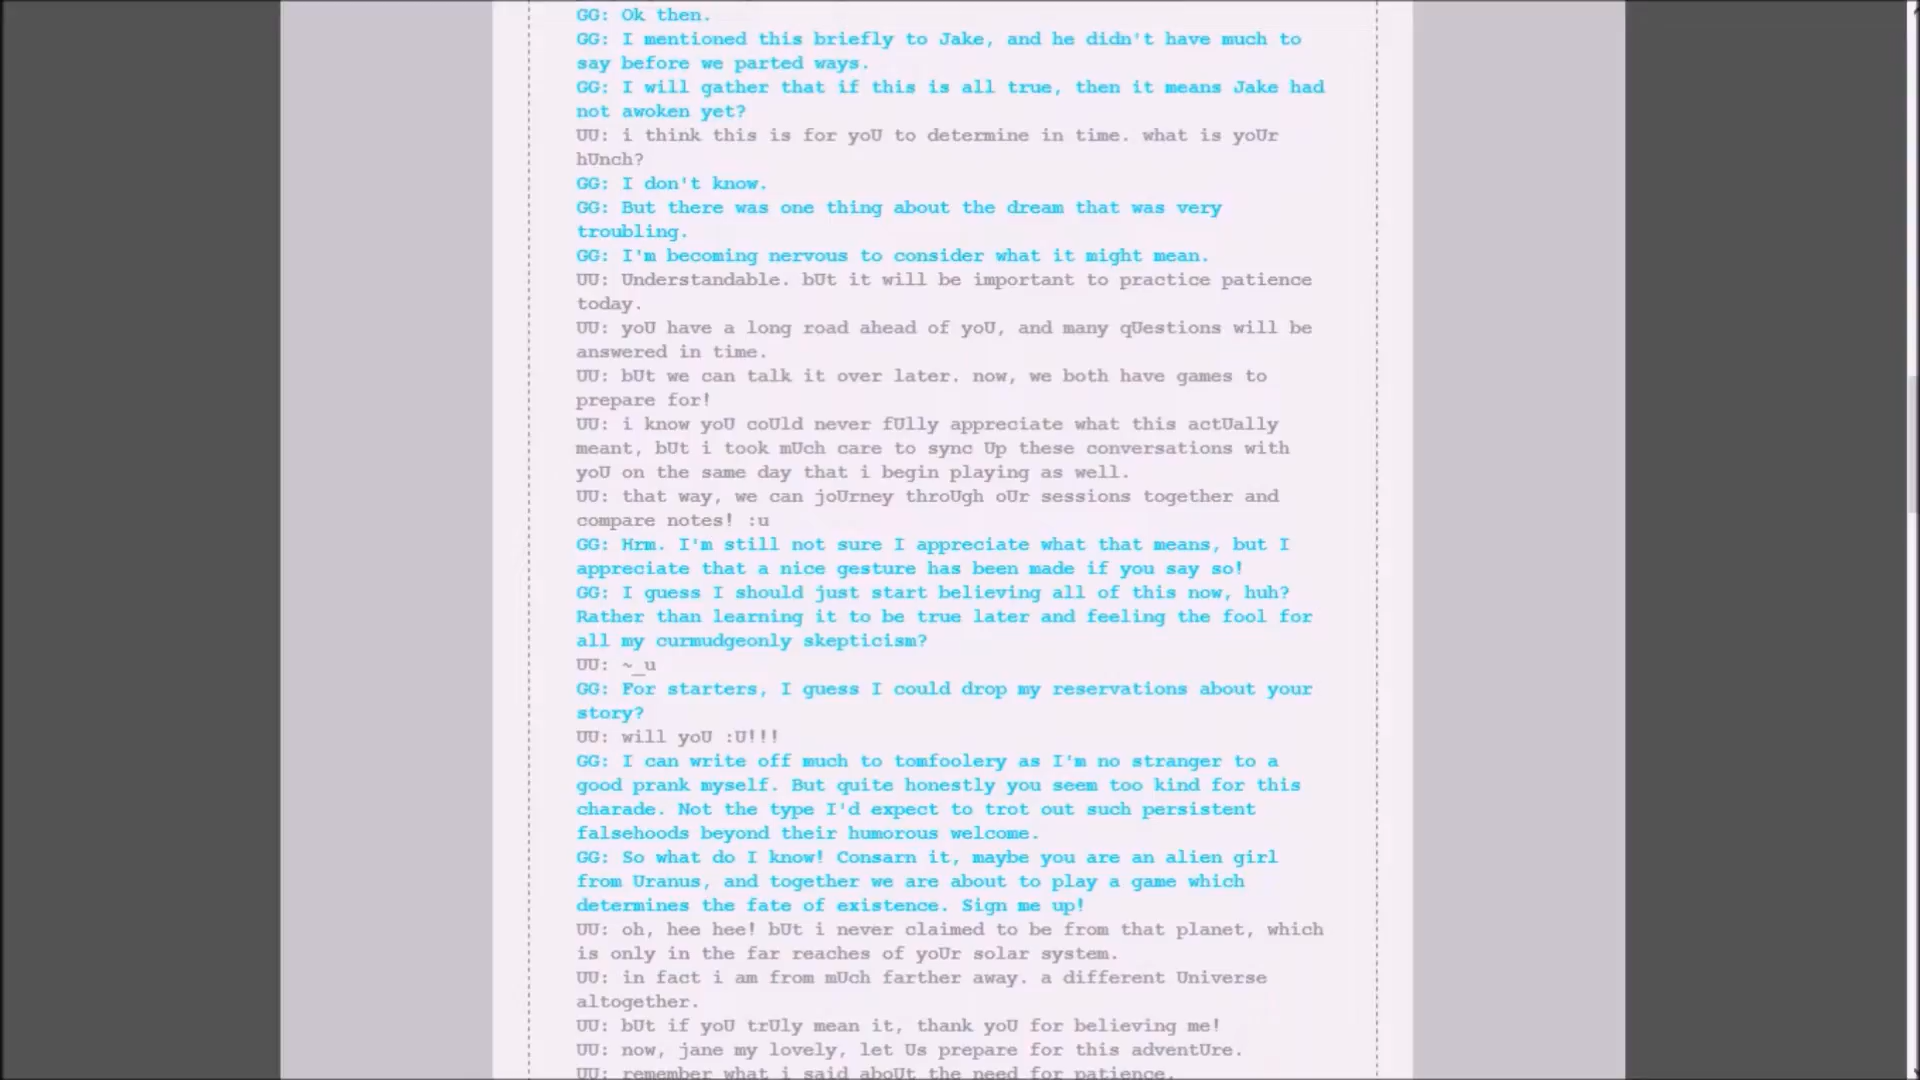 GG: Ok then.
GG: I mentioned this briefly to Jake, and he didn't have much to
say before we parted ways.
GG: I will gather that if this is all true, then it means Jake had
not awoken yet?
UU: i think this is for yoU to determine in time. what is yoUr
hUnch?
GG: I don't know.
GG: But there was one thing about the dream that was very
troubling.
GG: I'm becoming nervous to consider what it might mean.
UU: Understandable. bUt it will be important to practice patience
today.
UU: yoU have a long road ahead of yoU, and many qUestions will be
answered in time.
UU: bUt we can talk it over later. now, we both have games to
prepare for!
UU: i know yoU coUld never fUlly appreciate what this actUally
meant, bUt i took mUch care to sync Up these conversations with
yoU on the same day that i begin playing as well.
UU: that way, we can joUrney throUgh oUr sessions together and
compare notes! :u
GG: Hrm. I'm still not sure I appreciate what that means, but I
appreciate that a nice gesture has been made if you say so!
GG: I guess I should just start believing all of this now, huh?
Rather than learning it to be true later and feeling the fool for
all my curmudgeonly skepticism?
UU: ~_u
GG: For starters, I guess I could drop my reservations about your
story?
UU: will yoU :U!!!
GG: I can write off much to tomfoolery as I'm no stranger to a
good prank myself. But quite honestly you seem too kind for this
charade. Not the type I'd expect to trot out such persistent
falsehoods beyond their humorous welcome.
GG: So what do I know! Consarn it, maybe you are an alien girl
from Uranus, and together we are about to play a game which
determines the fate of existence. Sign me up!
UU: oh, hee hee! bUt i never claimed to be from that planet, which
is only in the far reaches of yoUr solar system.
UU: in fact i am from mUch farther away. a different Universe
altogether.
UU: bUt if yoU trUly mean it, thank yoU for believing me!
UU: now, jane my lovely, let Us prepare for this adventUre.
UU: remember what i said aboUt the need for patience.